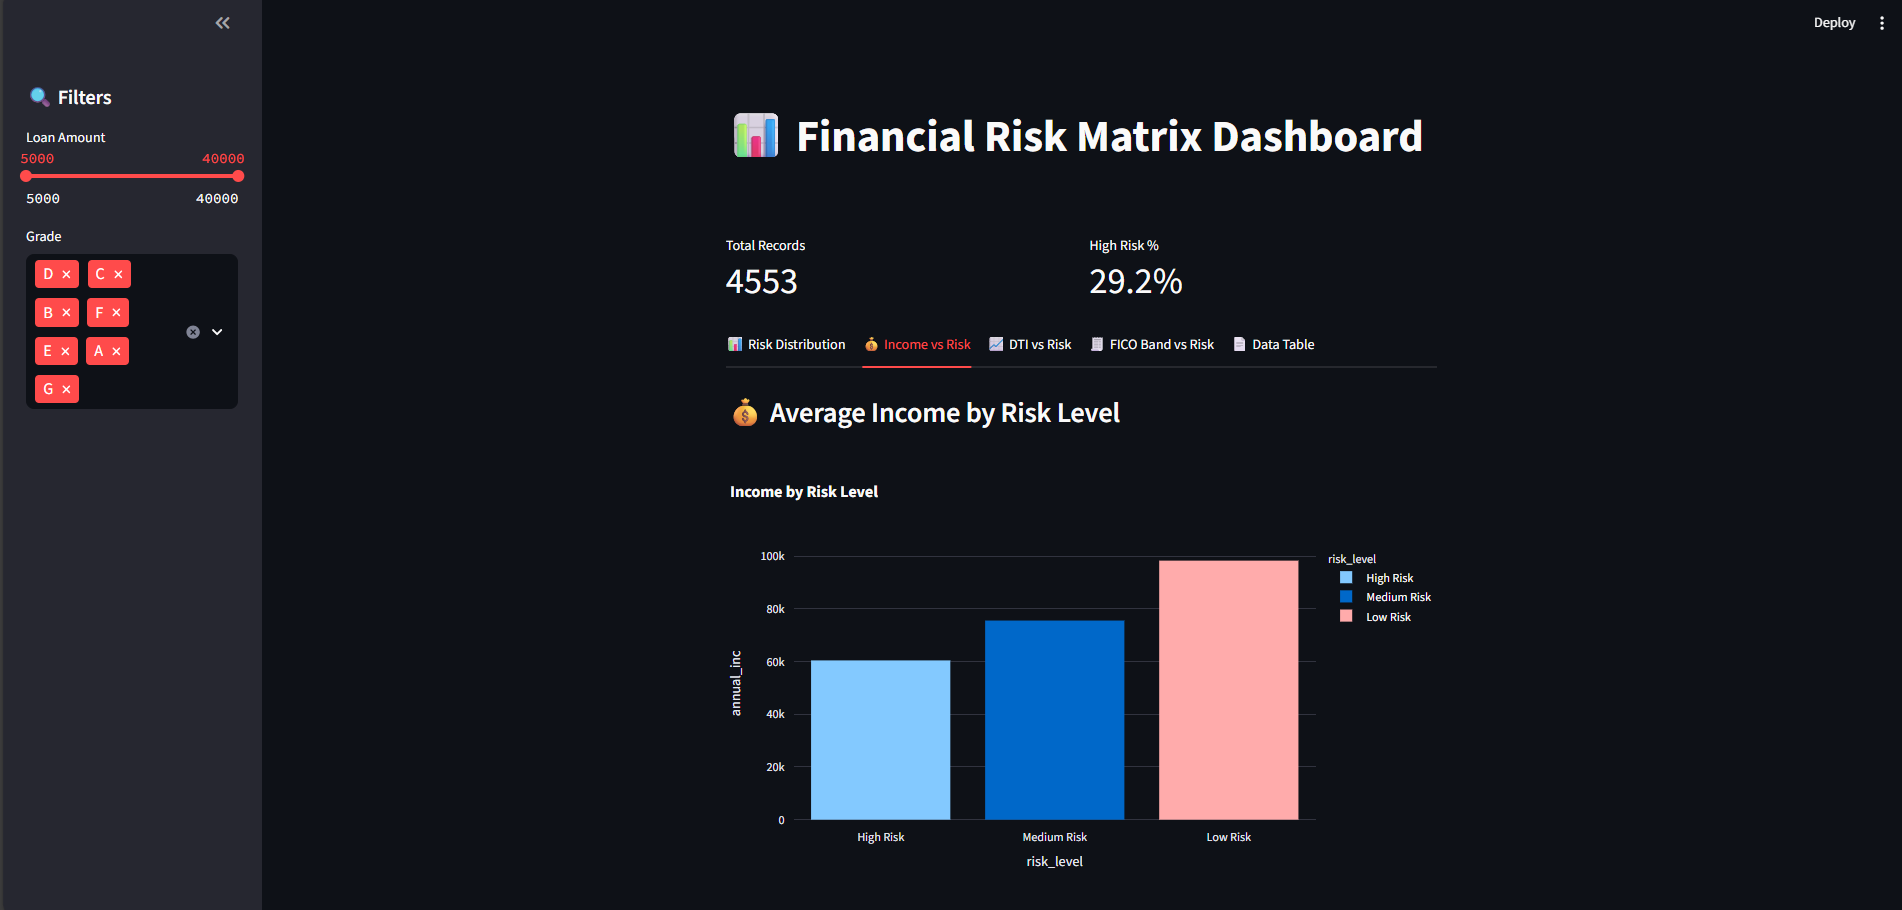 Deploy
Filters
Loan Amount
5000 40000
5000 40000
Grade
D × C ×
B × F ×
E × A ×
G ×
Financial Risk Matrix Dashboard
Total Records High Risk %
4553 29.2%
Risk Distribution Income vs Risk DTI vs Risk FICO Band vs Risk Data Table
Average Income by Risk Level
Income by Risk Level
100k
80k
60k
40k
20k
0
annual_inc
High Risk Medium Risk Low Risk
risk_level
risk_level
High Risk
Medium Risk
Low Risk